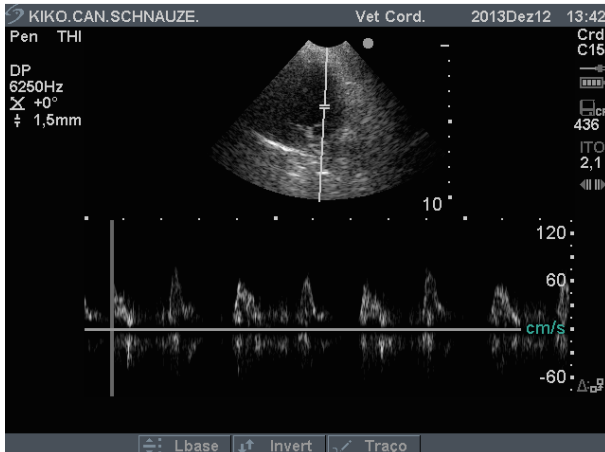 KIKO.CAN.SCHNAUZE. Vet Cord. 2013Dez12 13:42
Pen THI
Crd
C15
DP
6250Hz
+0°
1,5mm
436
ITO
2,1
10
120
60
cm/s
-60
Lbase Invert Traço